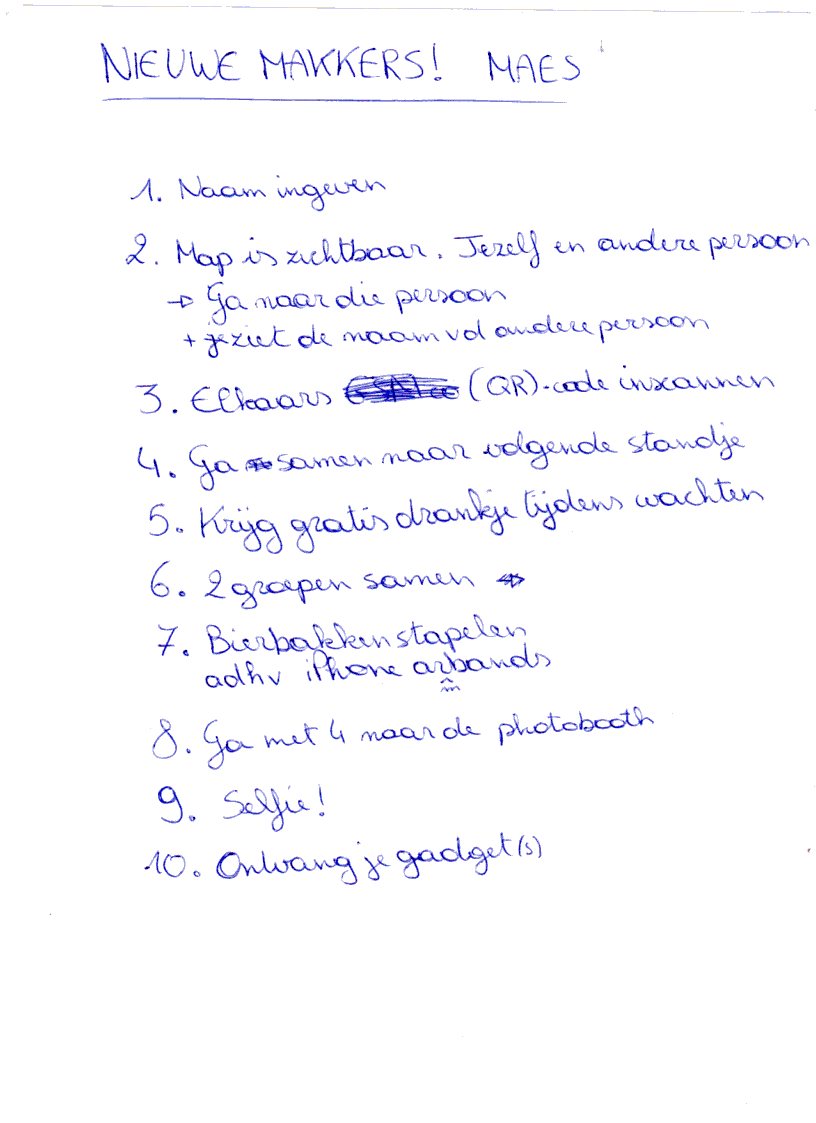 NIEUWE MAKKERS! MAES
1. Naam ingeven
2. Map is zichtbaar. Jezelf en andere persoon
→ Ga naar die persoon
+ je ziet de naam vd andere persoon
3. Elkaars (QR)-code inscannen
4. Ga samen naar volgende standje
5. Krijg gratis drankje tijdens wachten
6. 2 groepen samen →
7. Bierbakken stapelen
adhv iPhone armbands
8. Ga met 4 naar de photobooth
9. Selfie!
10. Ontvang je gadget(s)